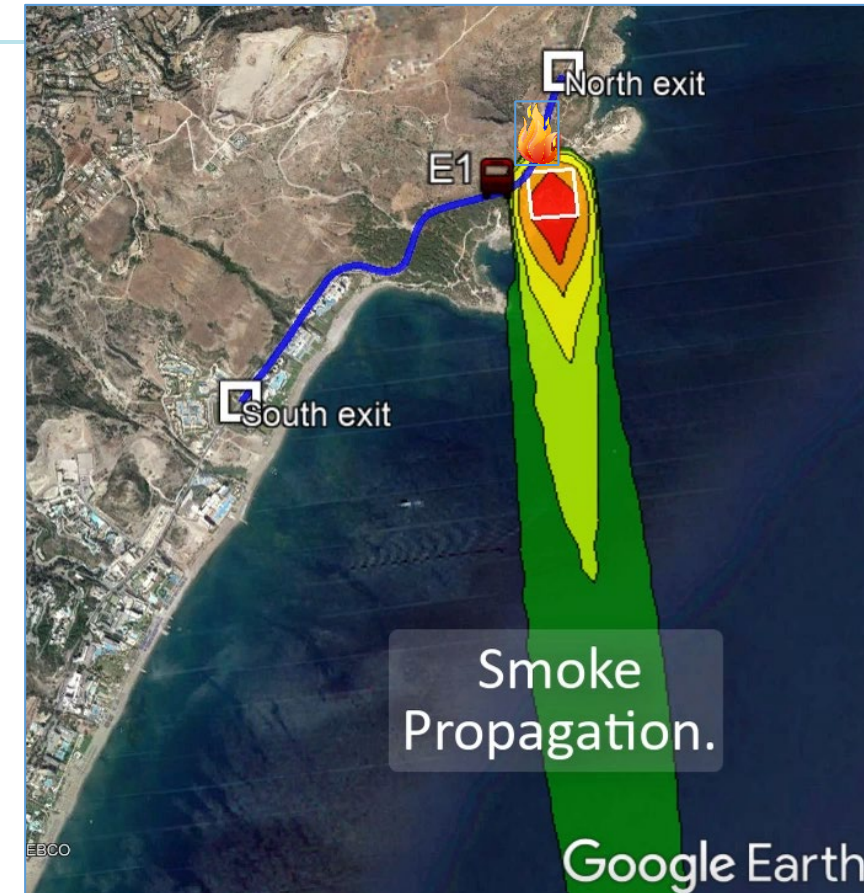 North exit
E1
South exit
Smoke
Propagation.
EBCO
Google Earth